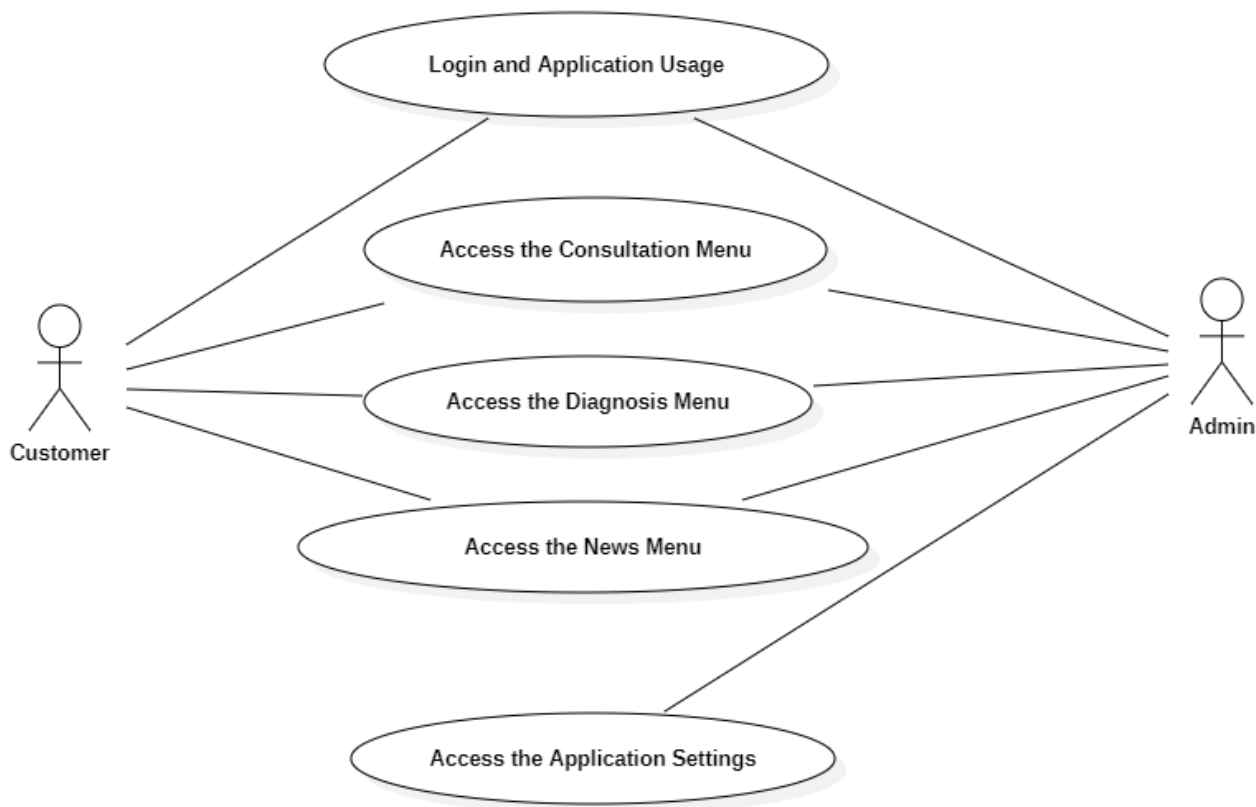 Login and Application Usage
Access the Consultation Menu
Access the Diagnosis Menu
Customer
Admin
Access the News Menu
Access the Application Settings